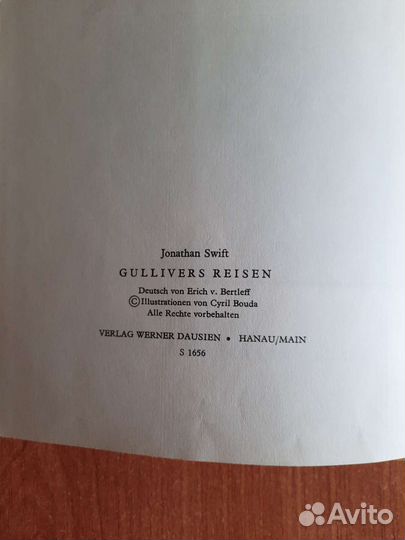 Jonathan Swift
GULLIVERS REISEN
Deutsch von Erich v. Bertleff
© Illustrationen von Cyril Bouda
Alle Rechte vorbehalten
VERLAG WERNER DAUSIEN • HANAU/MAIN
S 1656
Avito